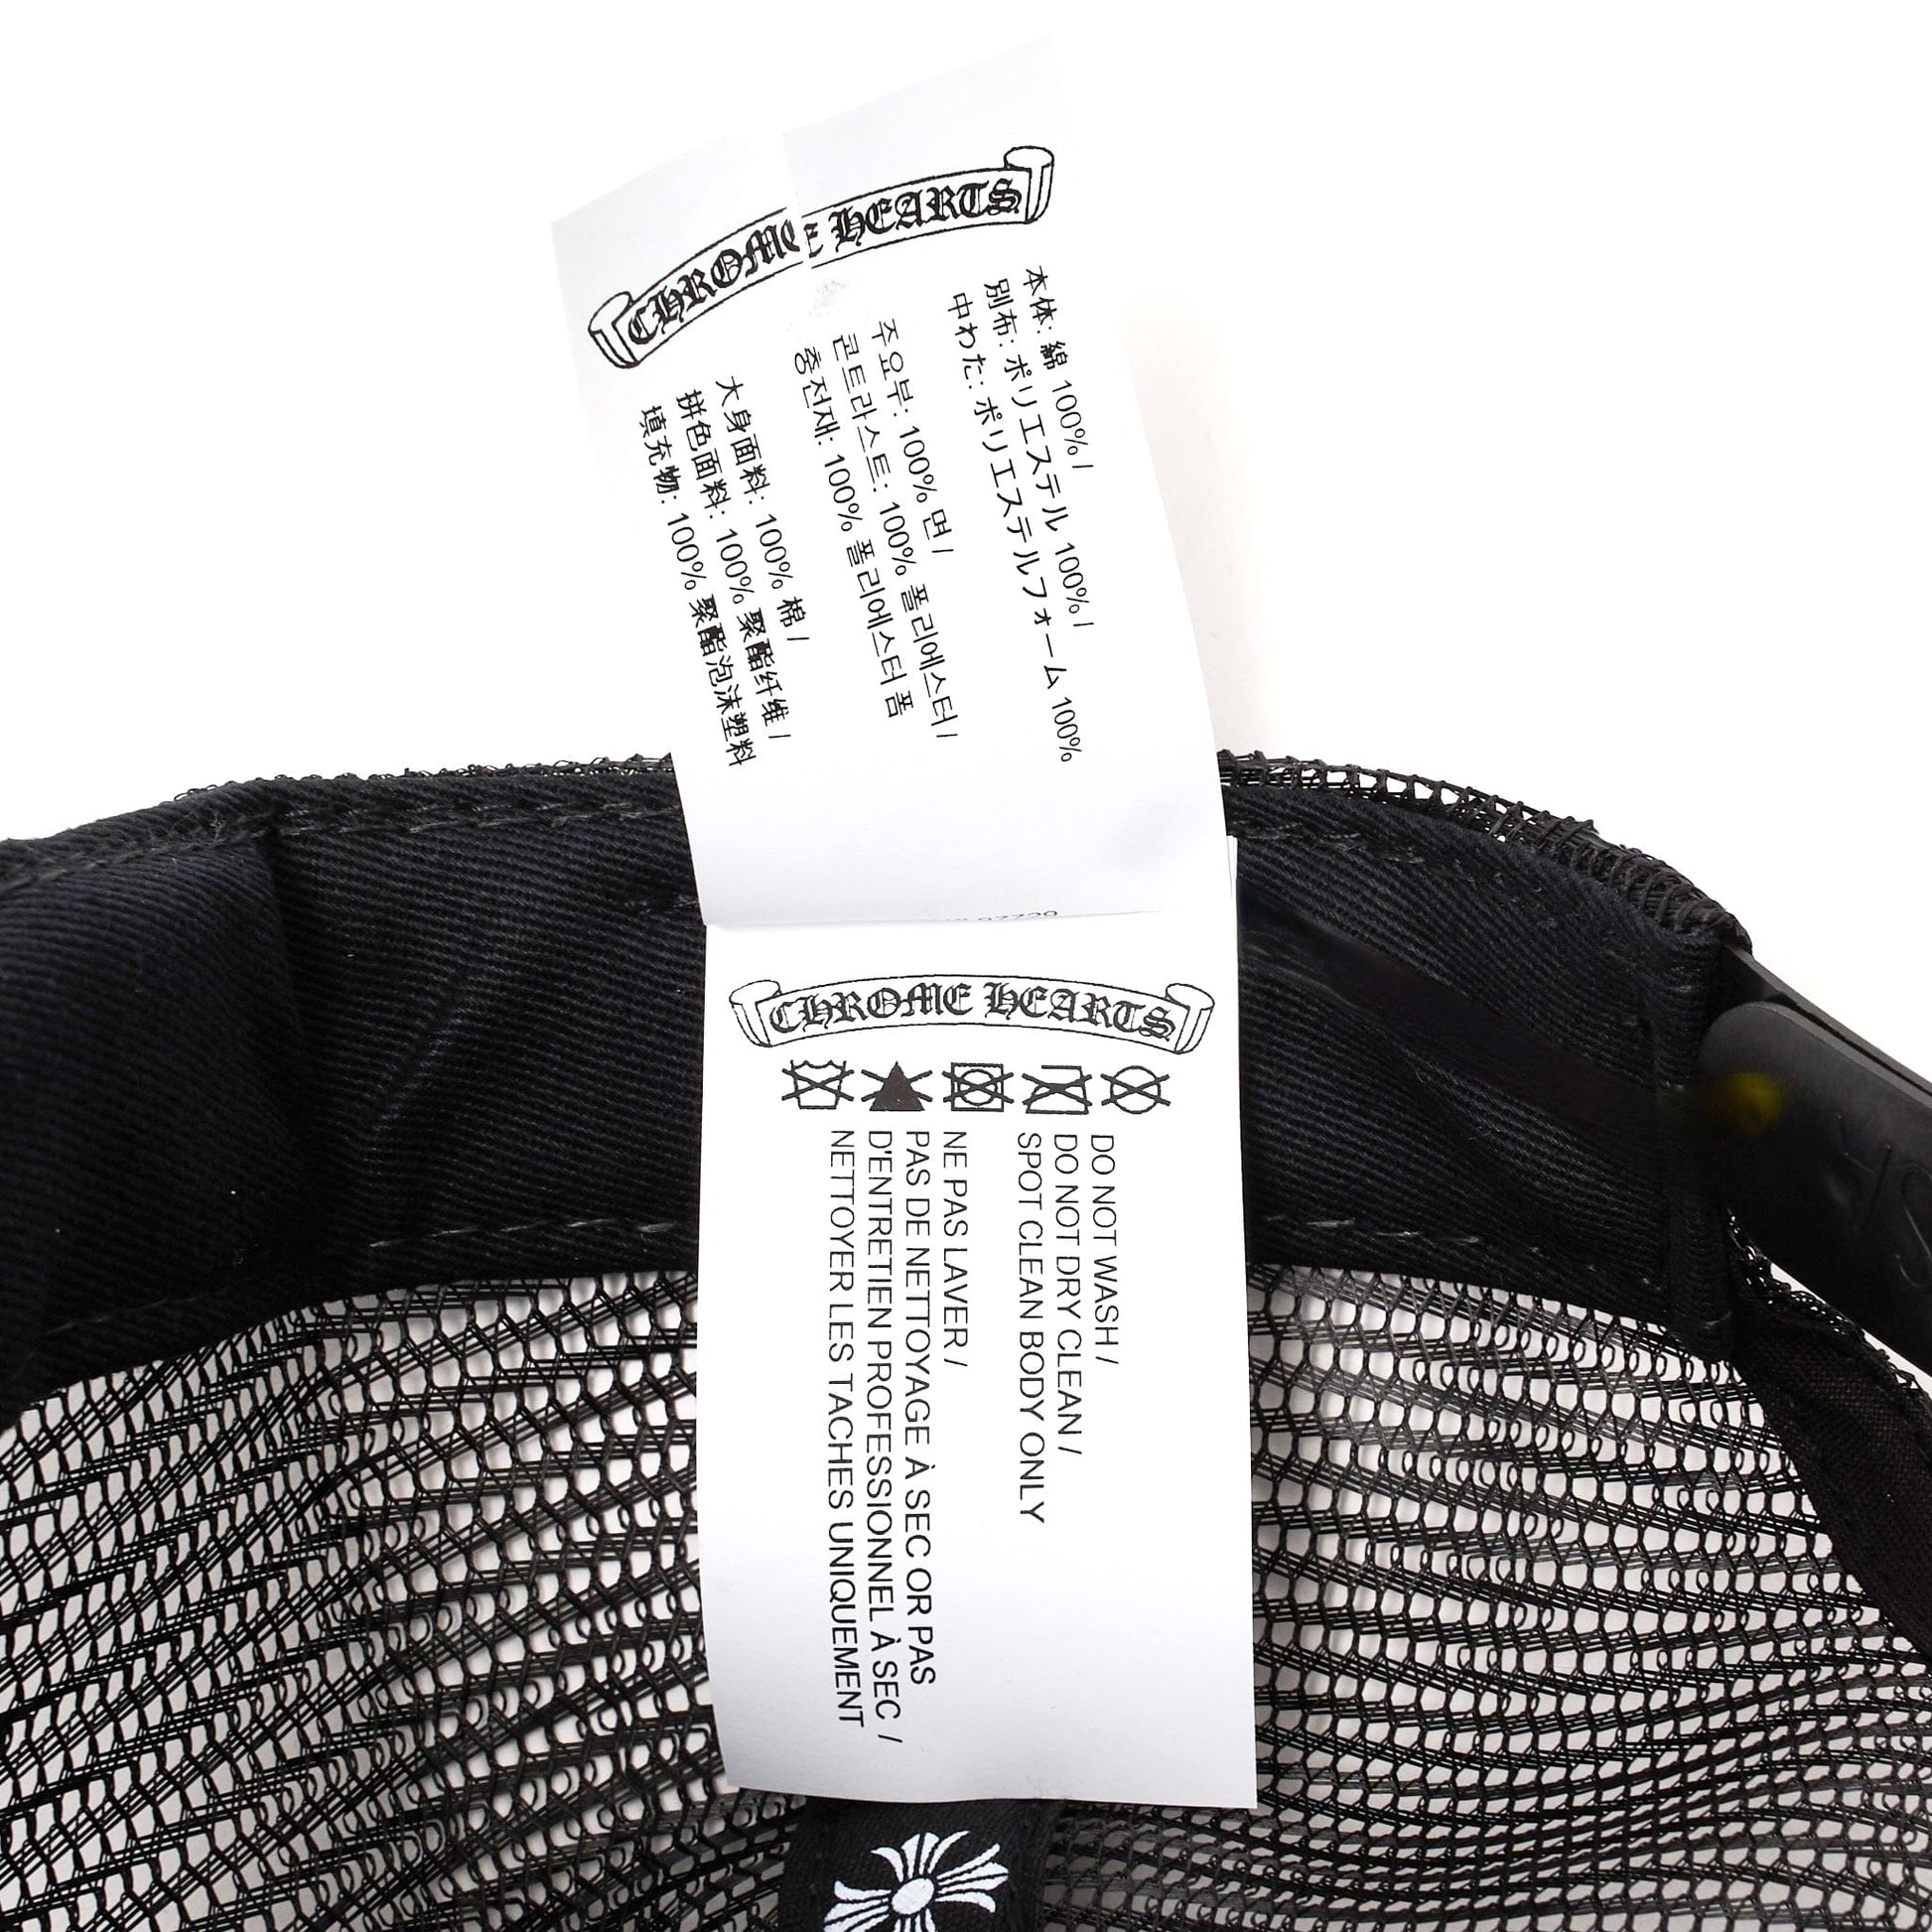 CHROME HEARTS
本体: 綿 100% /
別布: ポリエステル 100% /
中わた: ポリエステルフォーム 100%
주요부: 100% 면 /
콘트라스트: 100% 폴리에스터 /
충전재: 100% 폴리에스터 폼
大身面料: 100% 棉 /
拼色面料: 100% 聚酯纤维 /
填充物: 100% 聚酯泡沫塑料
CHROME HEARTS
DO NOT WASH /
DO NOT DRY CLEAN /
SPOT CLEAN BODY ONLY
NE PAS LAVER /
PAS DE NETTOYAGE À SEC OR PAS
D'ENTRETIEN PROFESSIONNEL À SEC /
NETTOYER LES TACHES UNIQUEMENT